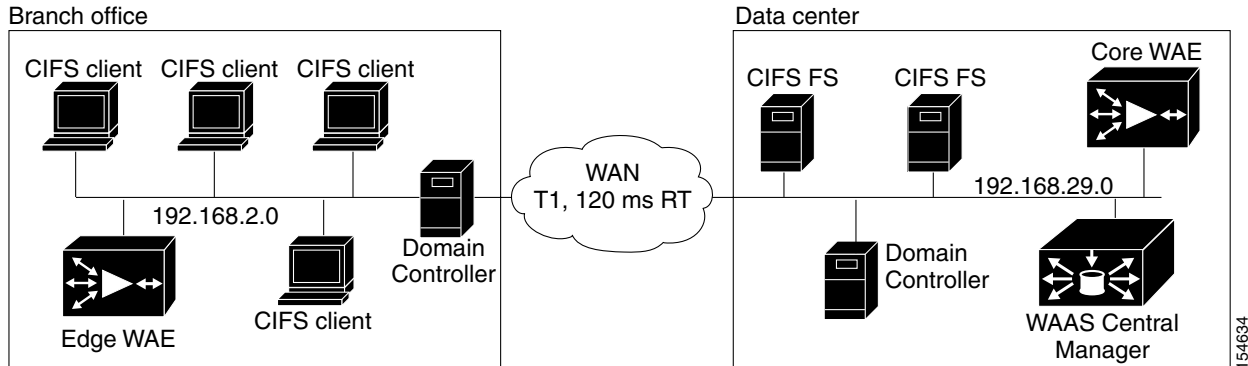 Branch office
CIFS client
CIFS client
CIFS client
192.168.2.0
Edge WAE
CIFS client
Domain
Controller
WAN
T1, 120 ms RT
Data center
CIFS FS
CIFS FS
Core WAE
192.168.29.0
Domain
Controller
WAAS Central
Manager
154634